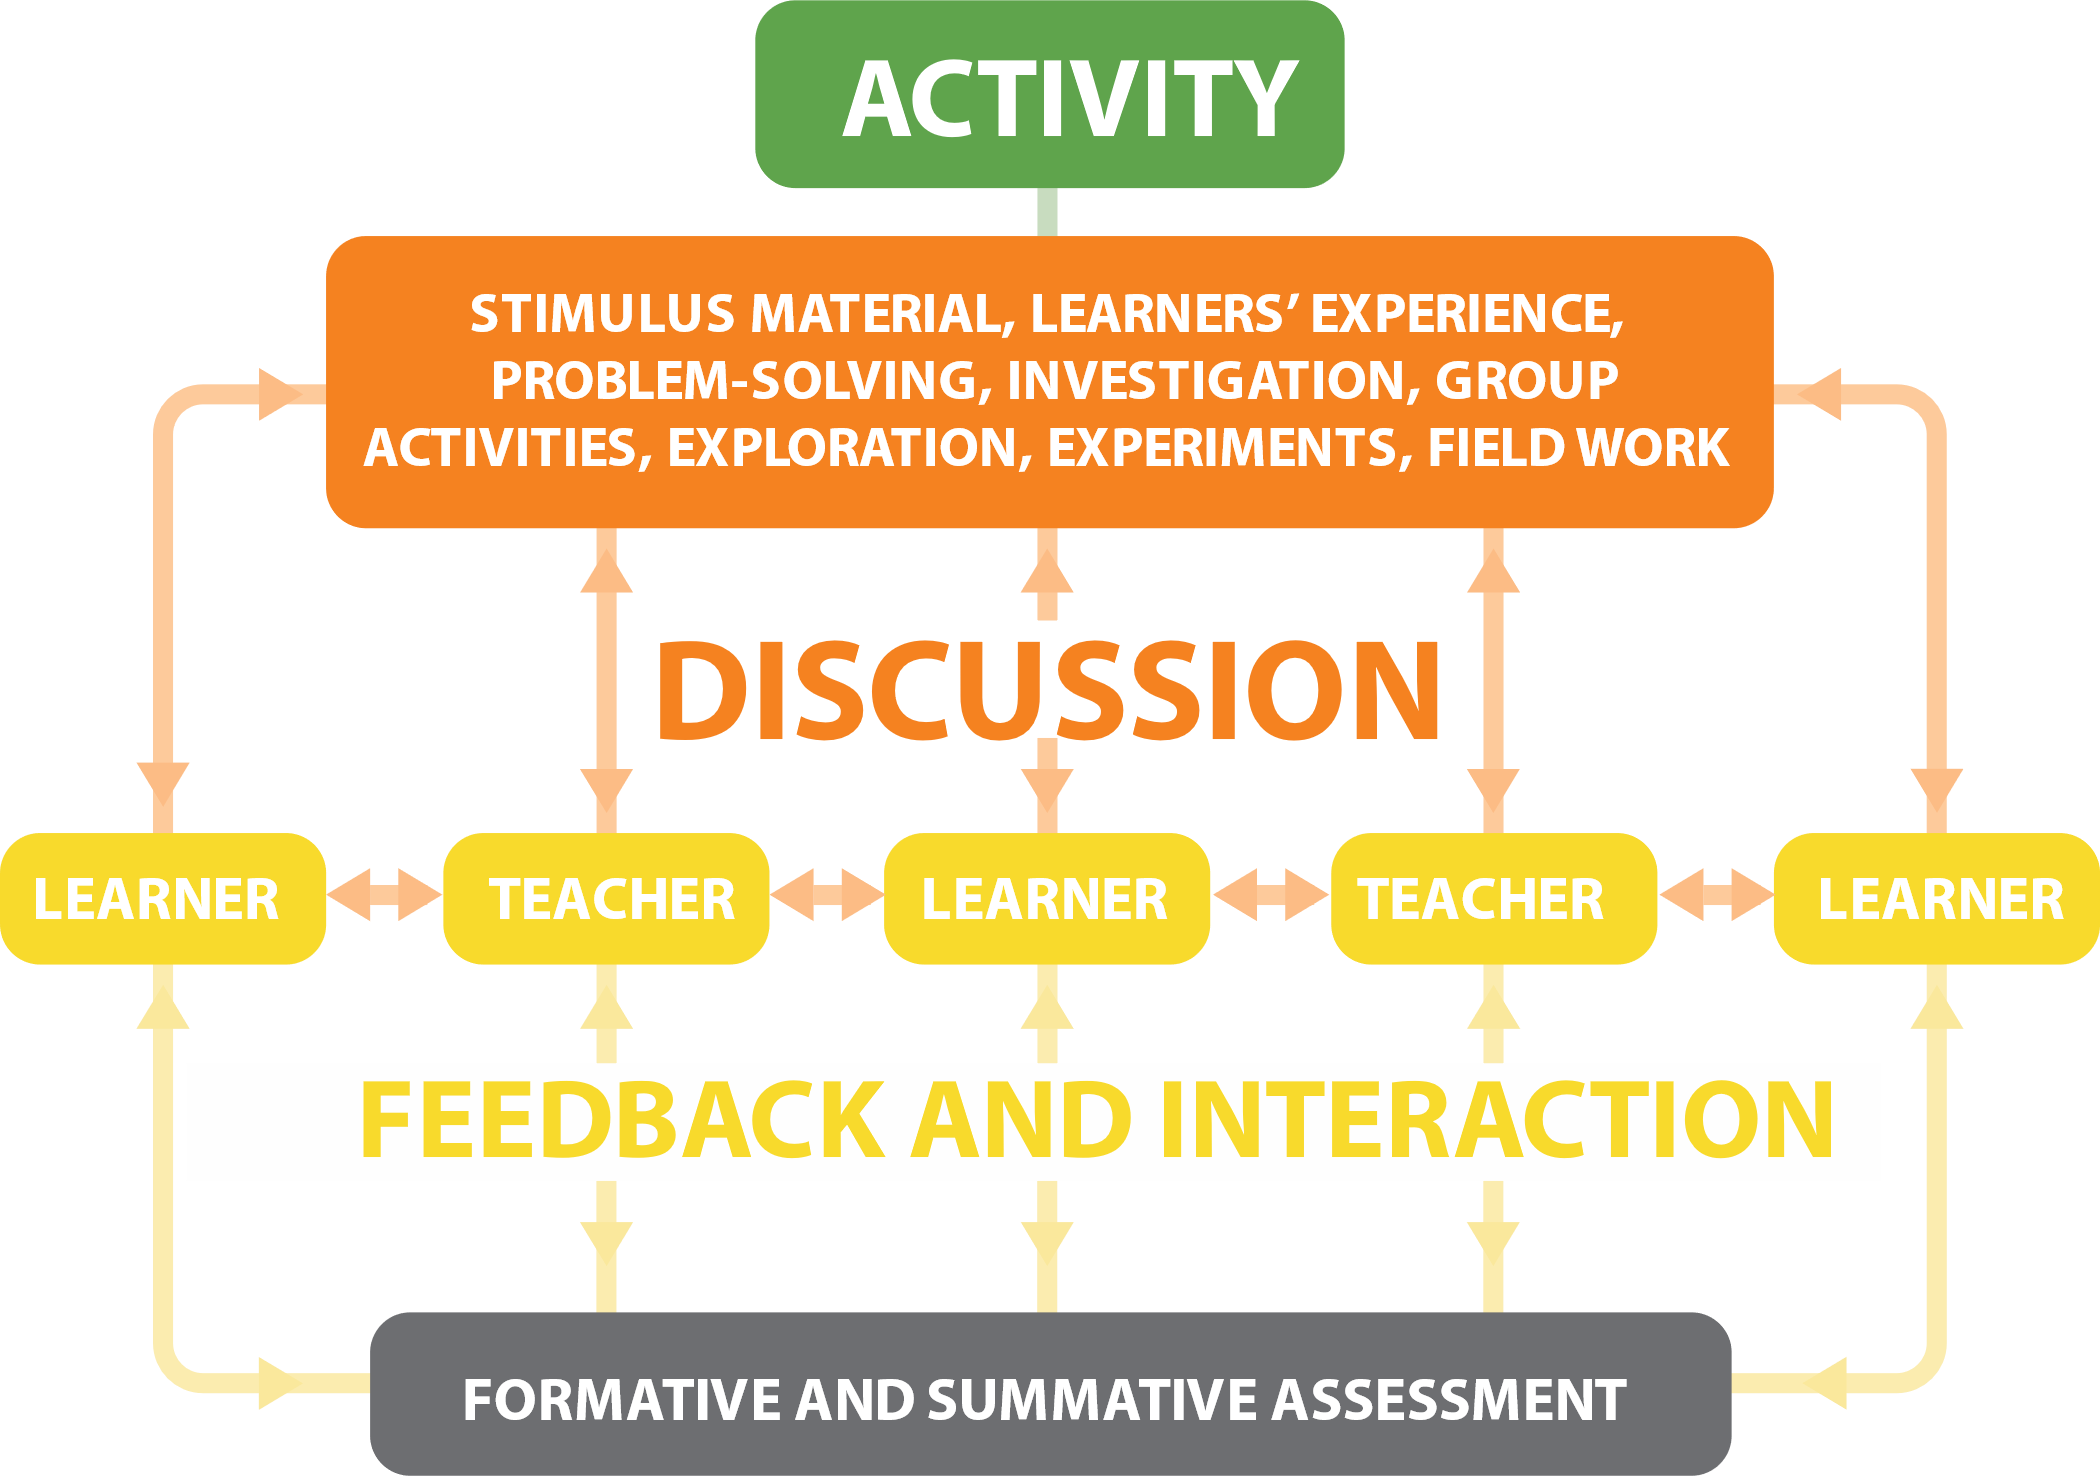 ACTIVITY
STIMULUS MATERIAL, LEARNERS’ EXPERIENCE,
PROBLEM-SOLVING, INVESTIGATION, GROUP
ACTIVITIES, EXPLORATION, EXPERIMENTS, FIELD WORK
DISCUSSION
LEARNER
TEACHER
LEARNER
TEACHER
LEARNER
FEEDBACK AND INTERACTION
FORMATIVE AND SUMMATIVE ASSESSMENT